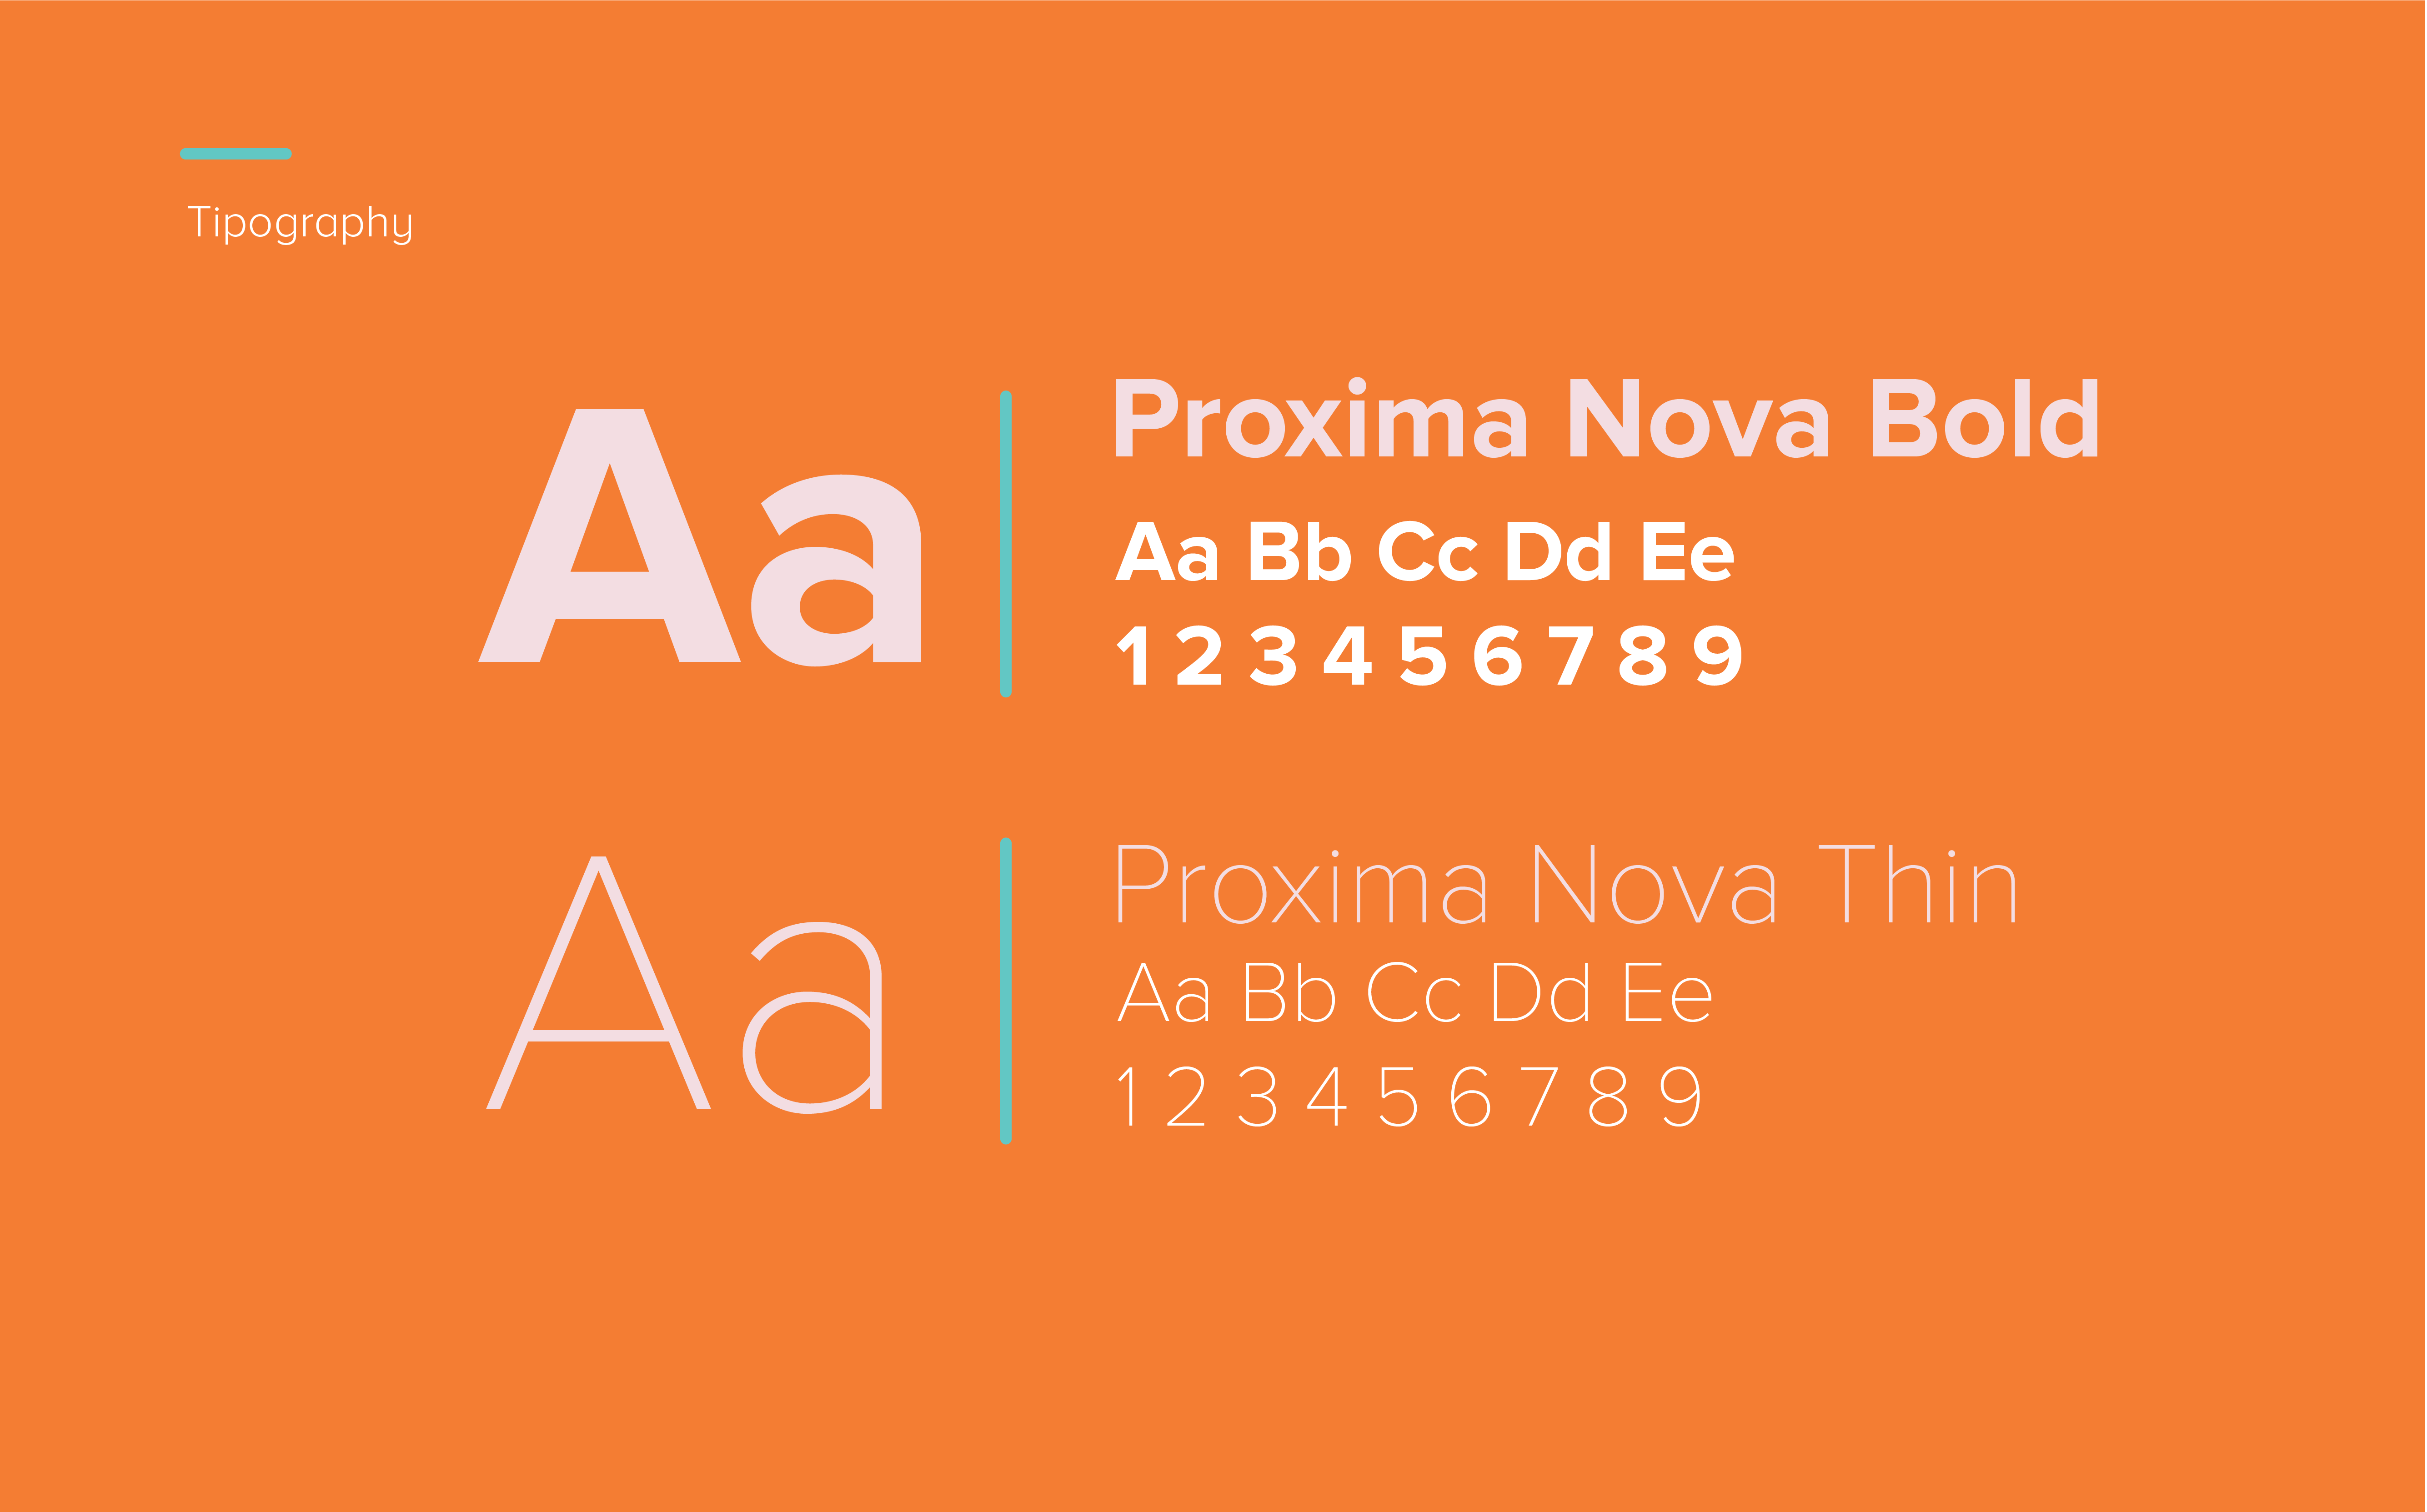 Tipography
Aa
Proxima Nova Bold
Aa Bb Cc Dd Ee
1 2 3 4 5 6 7 8 9
Aa
Proxima Nova Thin
Aa Bb Cc Dd Ee
1 2 3 4 5 6 7 8 9